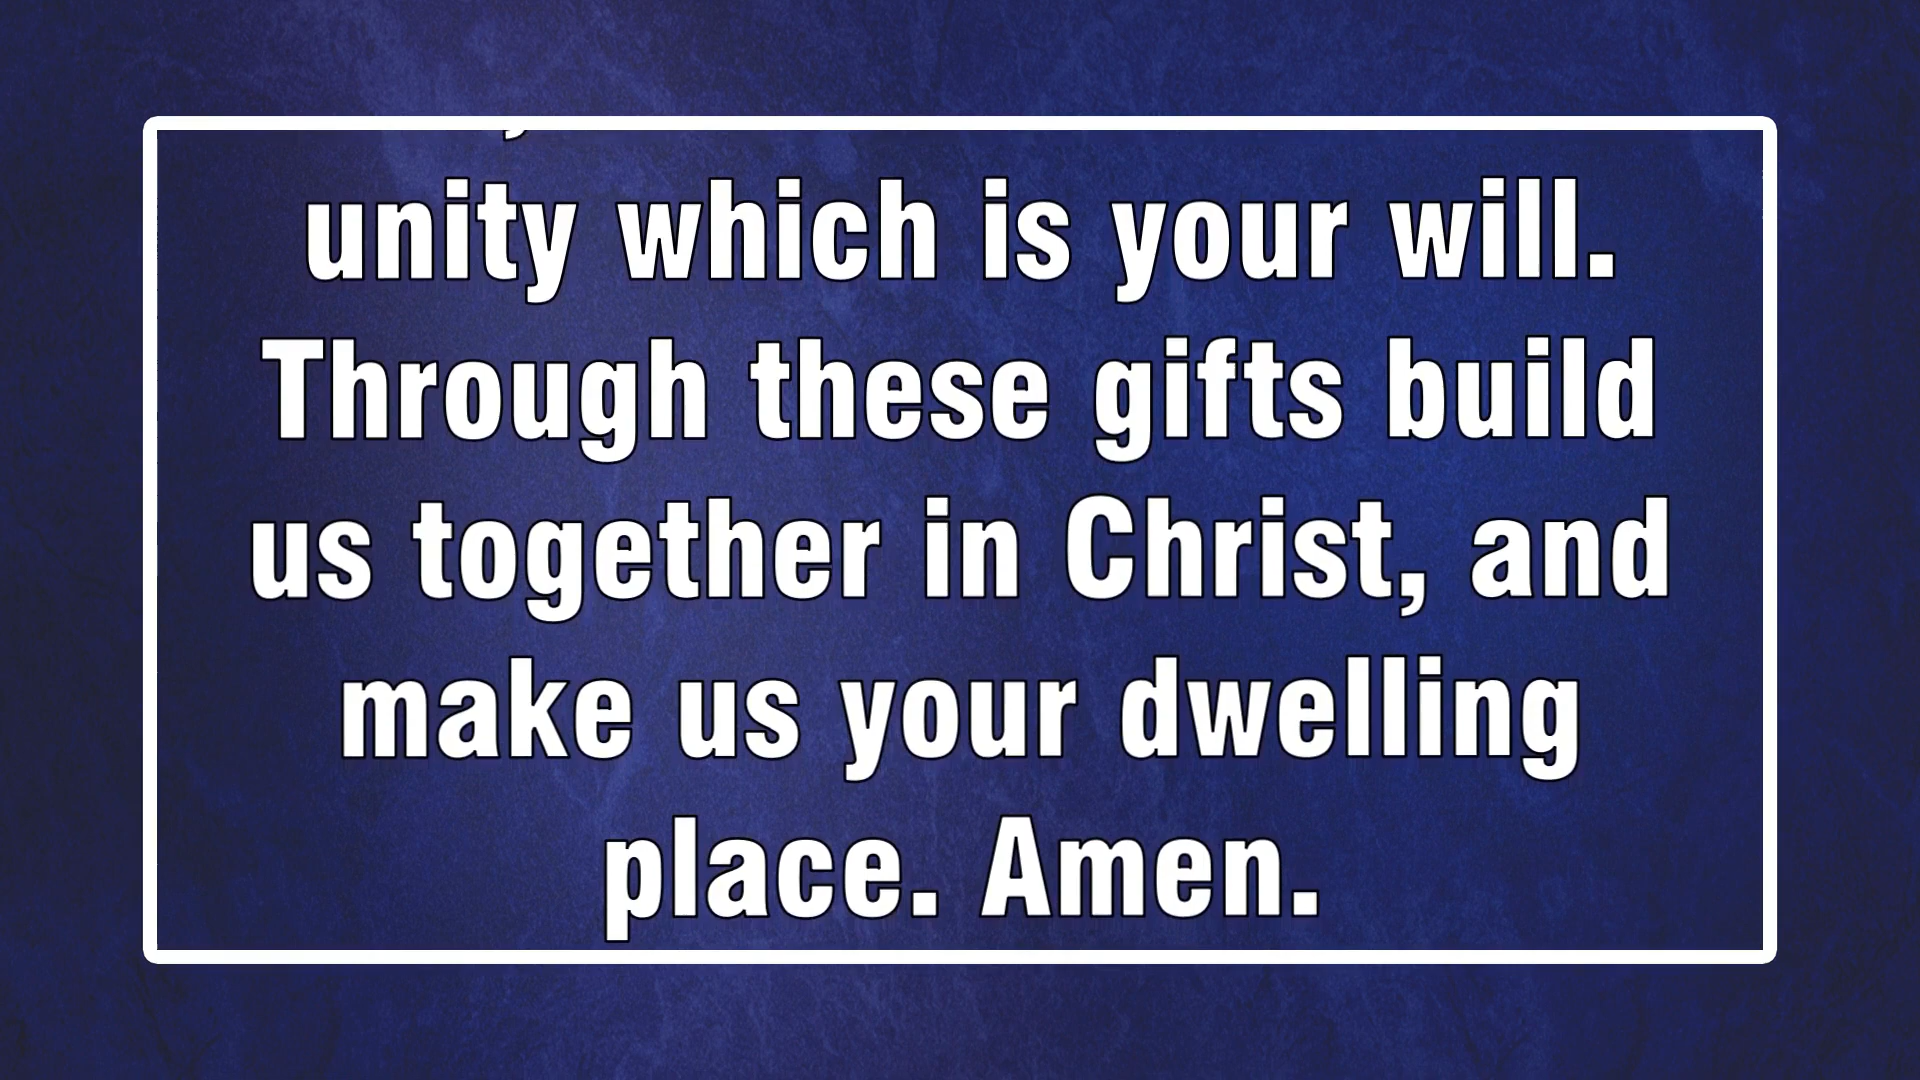 unity which is your will.
Through these gifts build
us together in Christ, and
make us your dwelling
place. Amen.